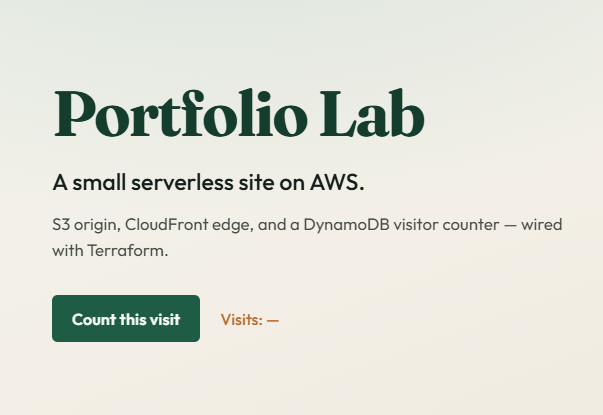 Portfolio Lab
A small serverless site on AWS.
S3 origin, CloudFront edge, and a DynamoDB visitor counter — wired
with Terraform.
Count this visit
Visits: —